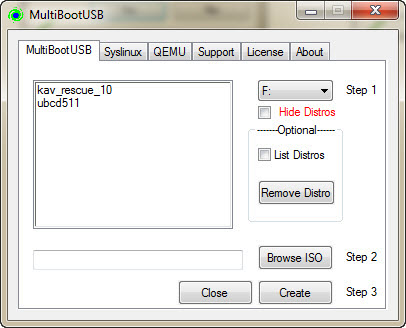 MultiBootUSB
MultiBootUSB Syslinux QEMU Support License About
kav_rescue_10
ubcd511
F: Step 1
Hide Distros
-------Optional------
List Distros
Remove Distro
Browse ISO Step 2
Close Create Step 3